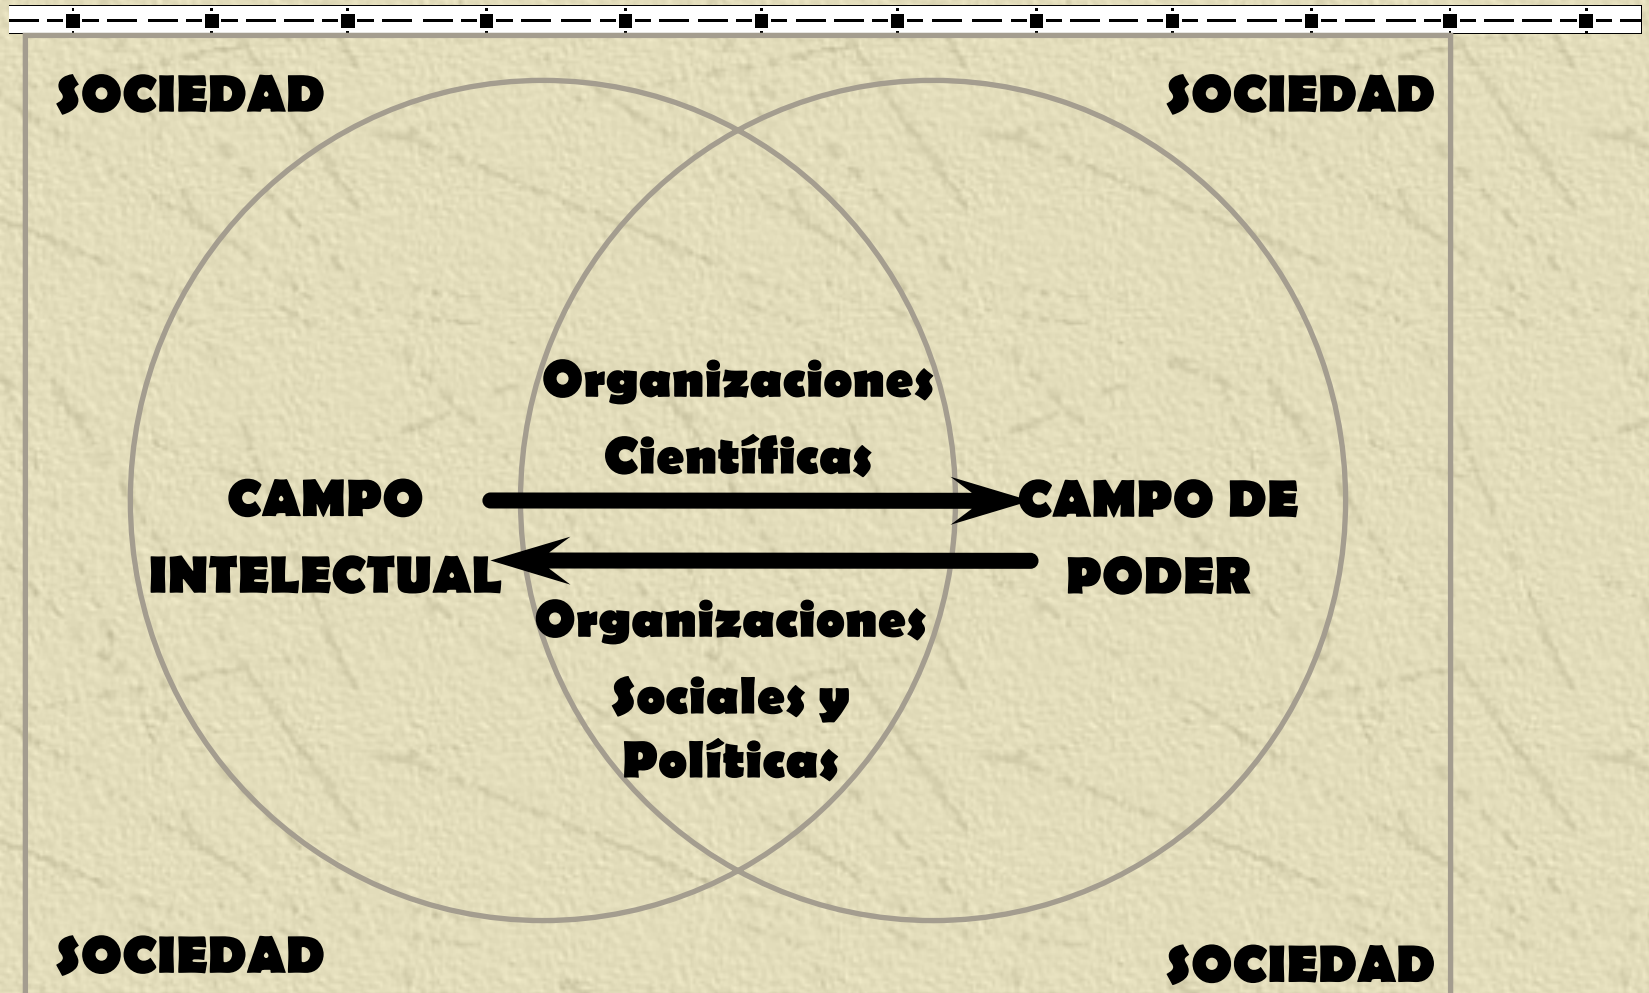 SOCIEDAD
SOCIEDAD
Organizaciones
Científicas
CAMPO
INTELECTUAL
CAMPO DE
PODER
Organizaciones
Sociales y
Políticas
SOCIEDAD
SOCIEDAD